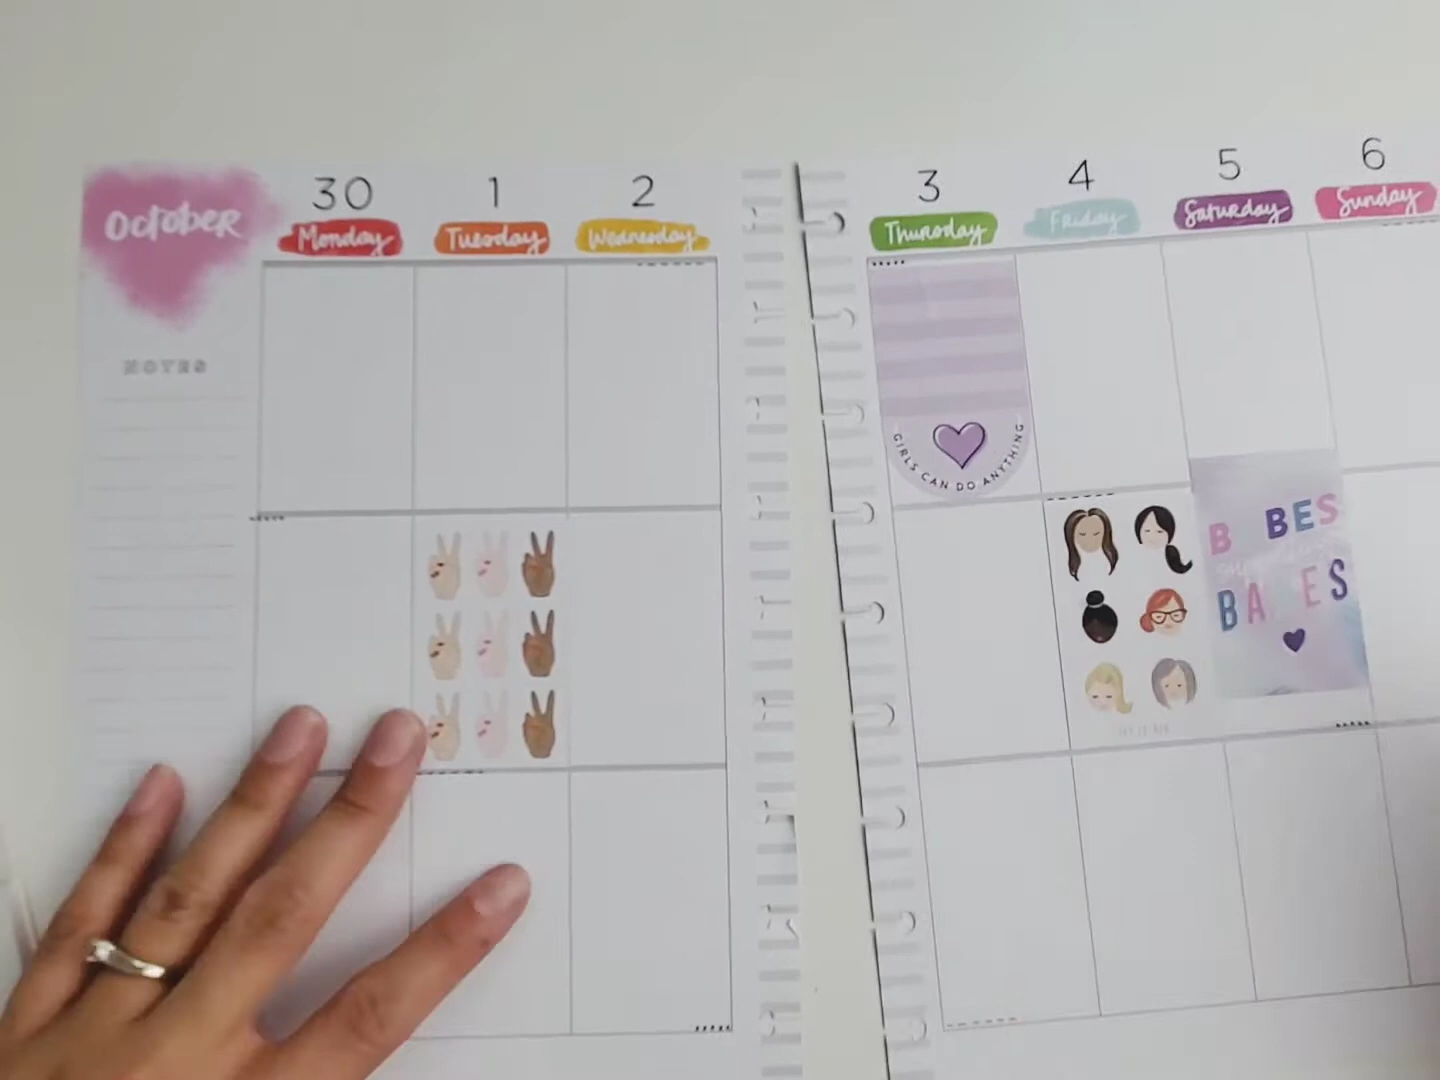 October
30 1 2 3 4 5 6
Monday Tuesday Wednesday Thursday Friday Saturday Sunday
NOTES
GIRLS CAN DO ANYTHING
B BES
BA ES